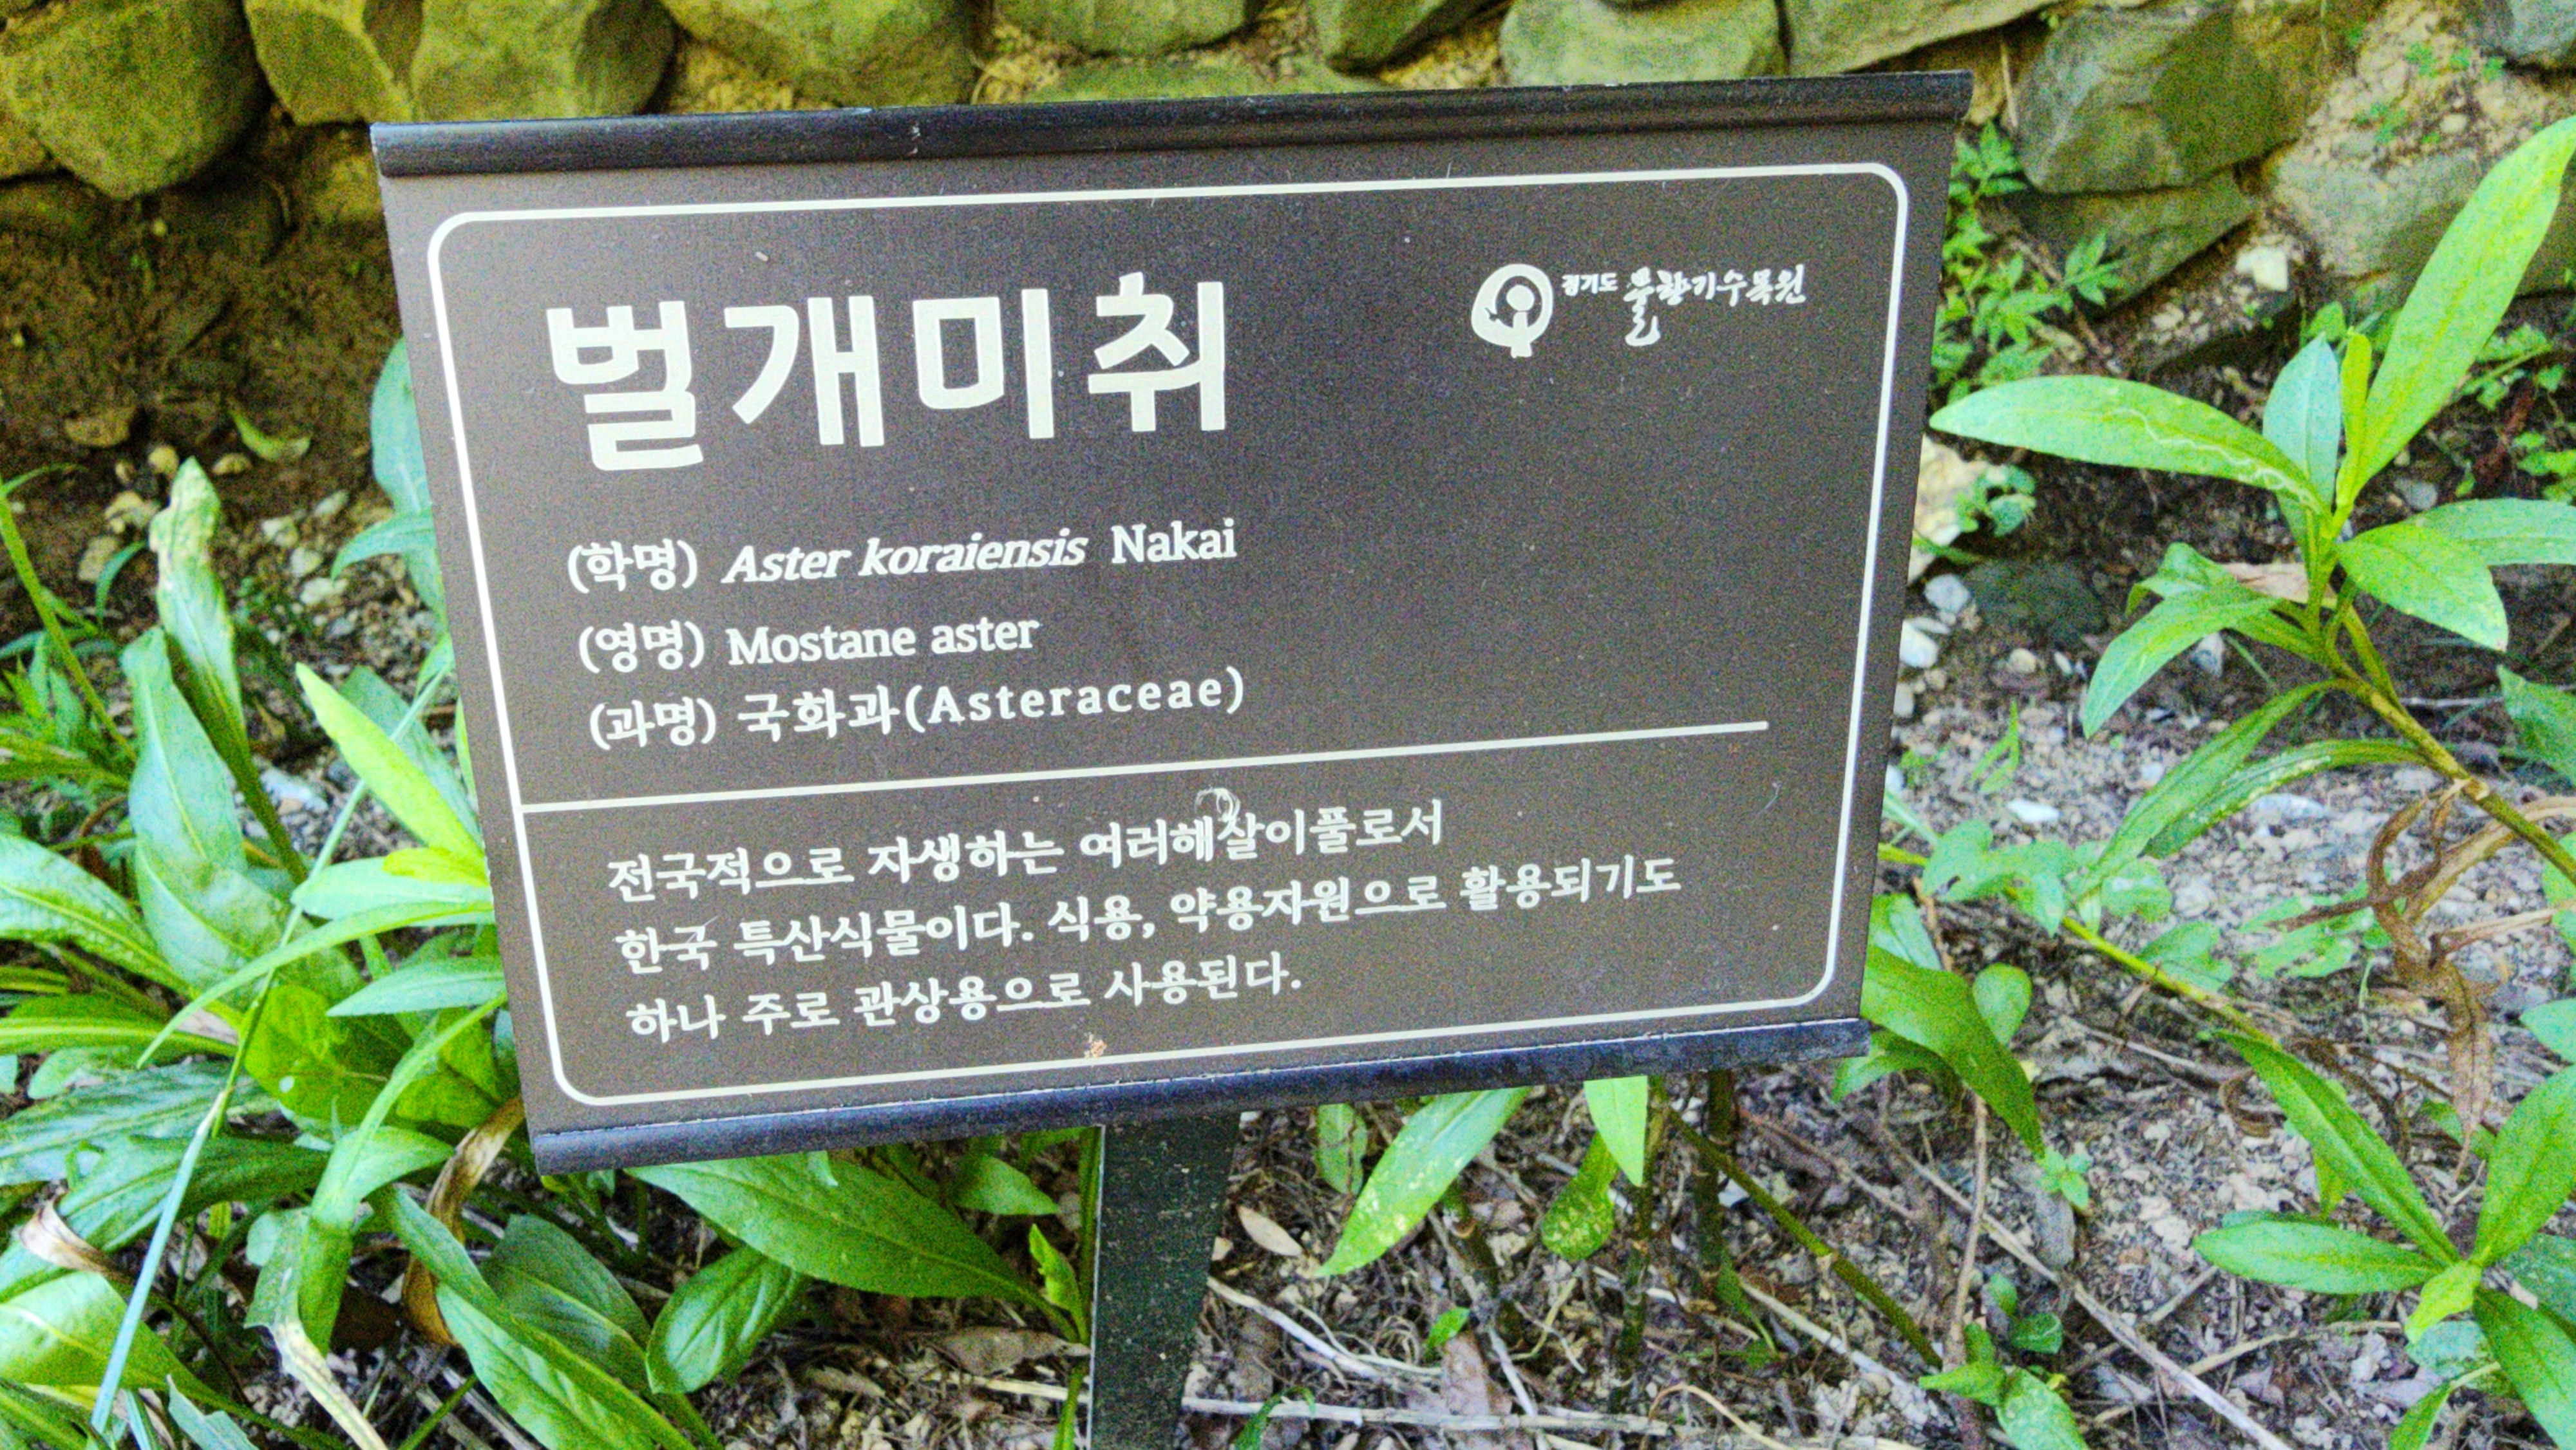 벌개미취
경기도 물향기수목원
(학명) Aster koraiensis Nakai
(영명) Mostane aster
(과명) 국화과(Asteraceae)
전국적으로 자생하는 여러해살이풀로서
한국 특산식물이다. 식용, 약용자원으로 활용되기도
하나 주로 관상용으로 사용된다.